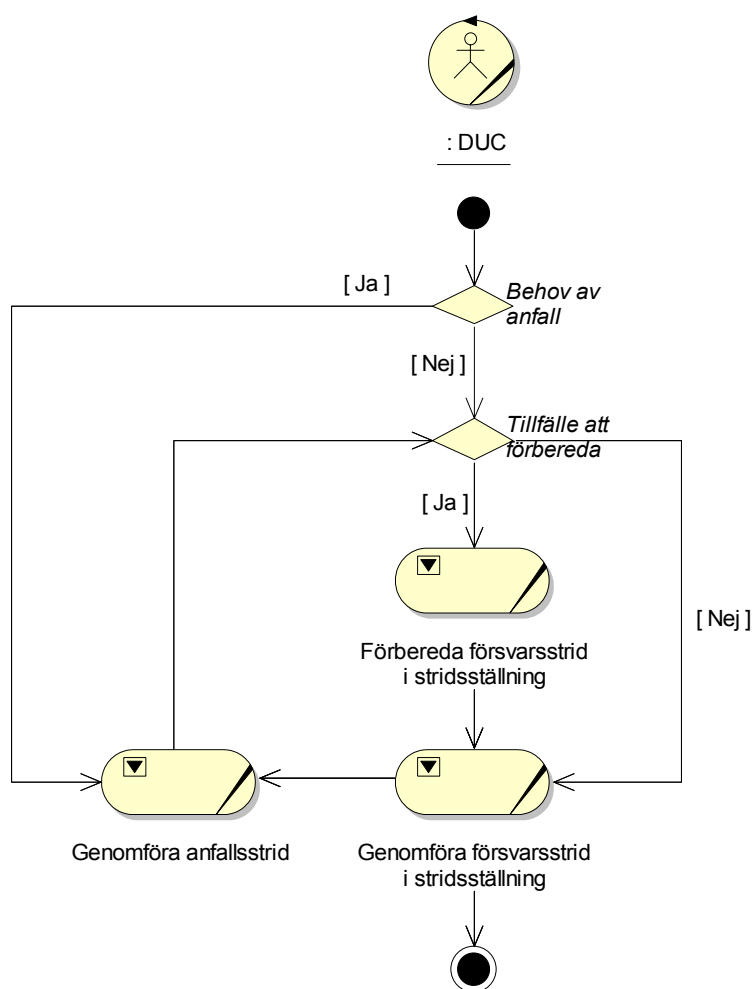 : DUC
[ Ja ]
Behov av
anfall
[ Nej ]
Tillfälle att
förbereda
[ Ja ]
[ Nej ]
Förbereda försvarsstrid
i stridsställning
Genomföra anfallsstrid
Genomföra försvarsstrid
i stridsställning